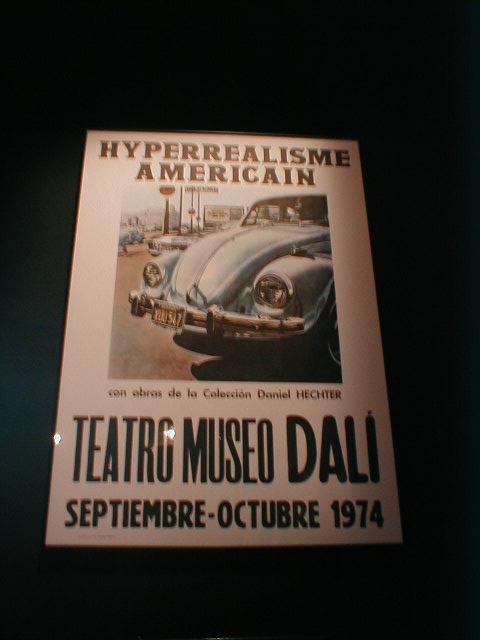 HYPERREALISME
AMERICAIN
con obras de la Colección Daniel HECHTER
TEATRO MUSEO DALÍ
SEPTIEMBRE-OCTUBRE 1974